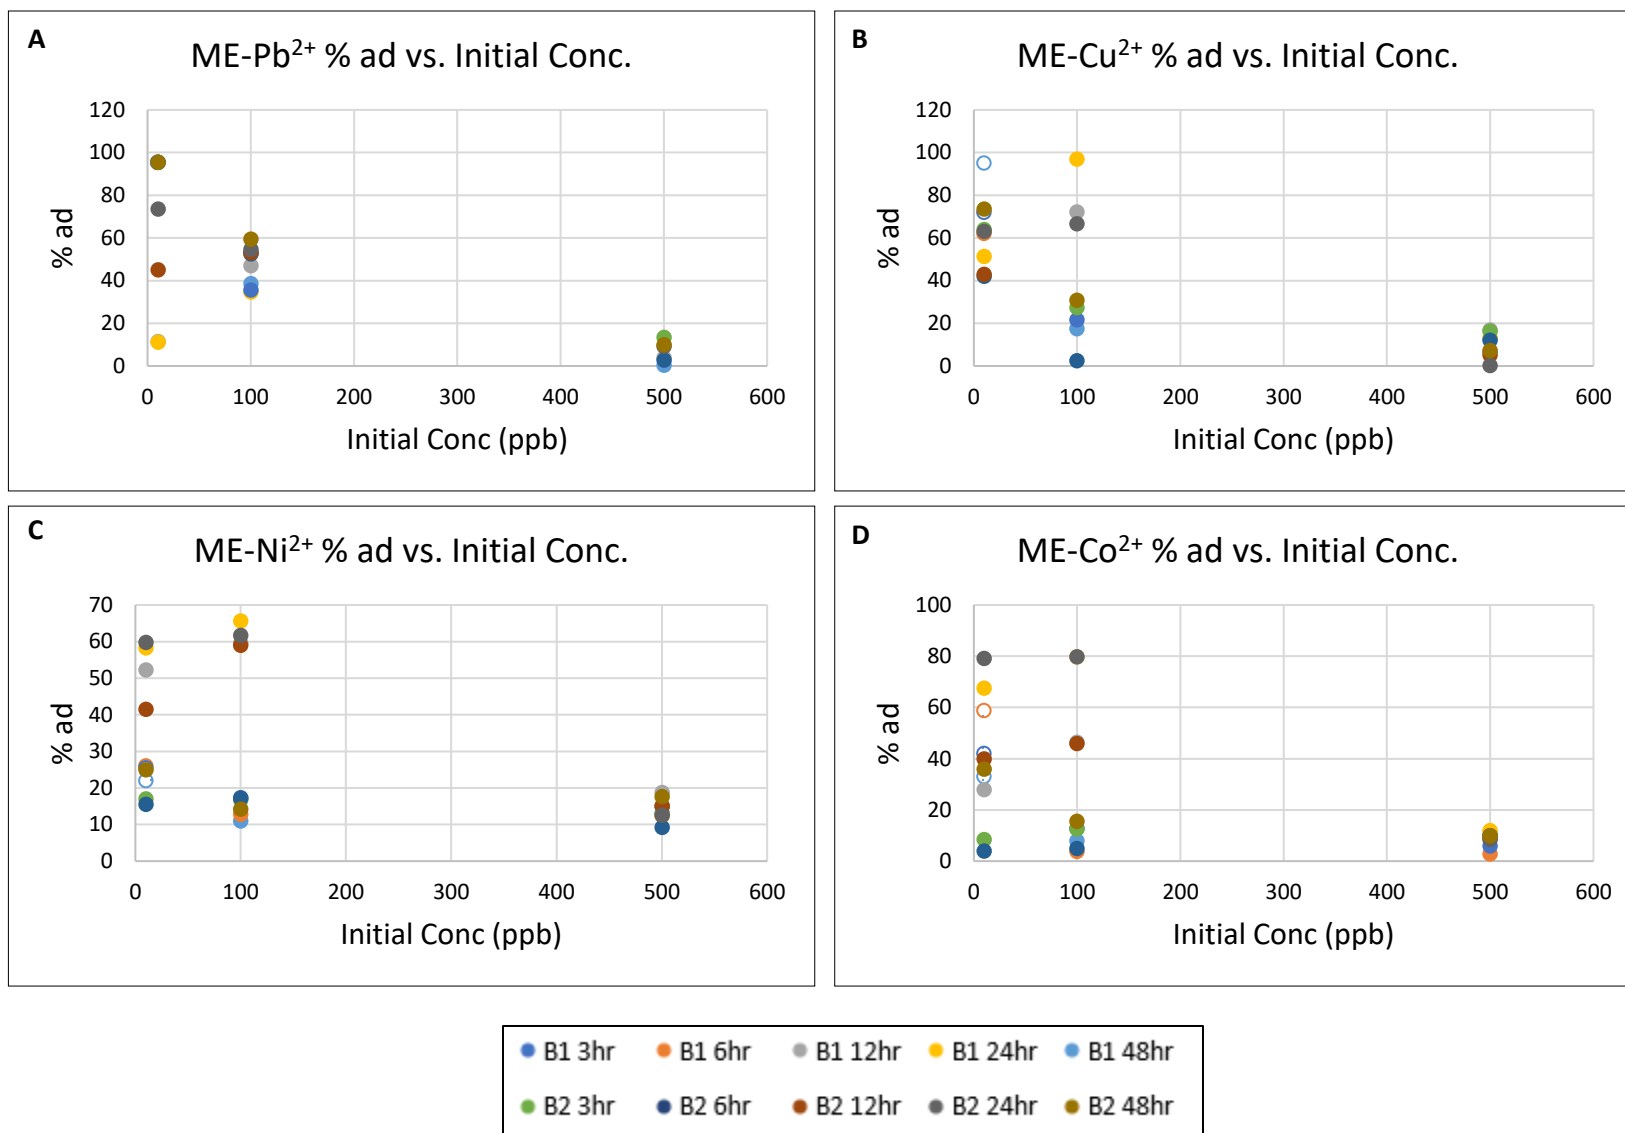 A
ME-Pb²⁺ % ad vs. Initial Conc.
120
100
80
60
40
20
0
% ad
0 100 200 300 400 500 600
Initial Conc (ppb)
B
ME-Cu²⁺ % ad vs. Initial Conc.
120
100
80
60
40
20
0
% ad
0 100 200 300 400 500 600
Initial Conc (ppb)
C
ME-Ni²⁺ % ad vs. Initial Conc.
70
60
50
40
30
20
10
0
% ad
0 100 200 300 400 500 600
Initial Conc (ppb)
D
ME-Co²⁺ % ad vs. Initial Conc.
100
80
60
40
20
0
% ad
0 100 200 300 400 500 600
Initial Conc (ppb)
B1 3hr B1 6hr B1 12hr B1 24hr B1 48hr
B2 3hr B2 6hr B2 12hr B2 24hr B2 48hr